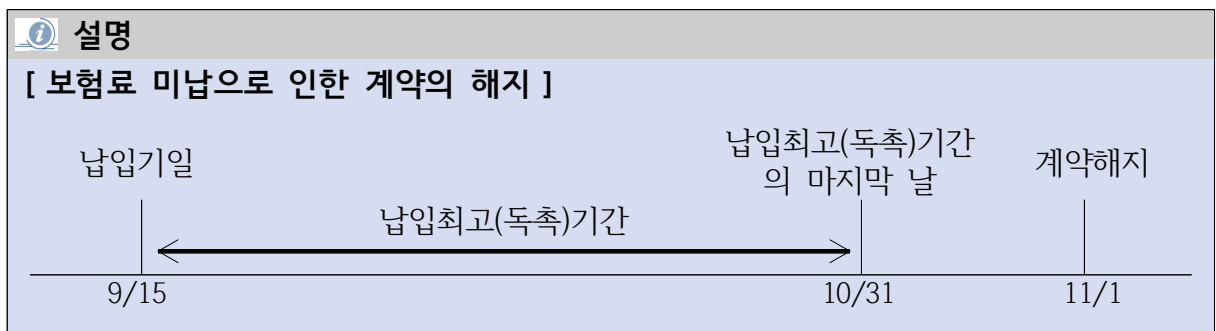 설명
[ 보험료 미납으로 인한 계약의 해지 ]
납입기일
납입최고(독촉)기간
의 마지막 날
계약해지
납입최고(독촉)기간
9/15
10/31
11/1